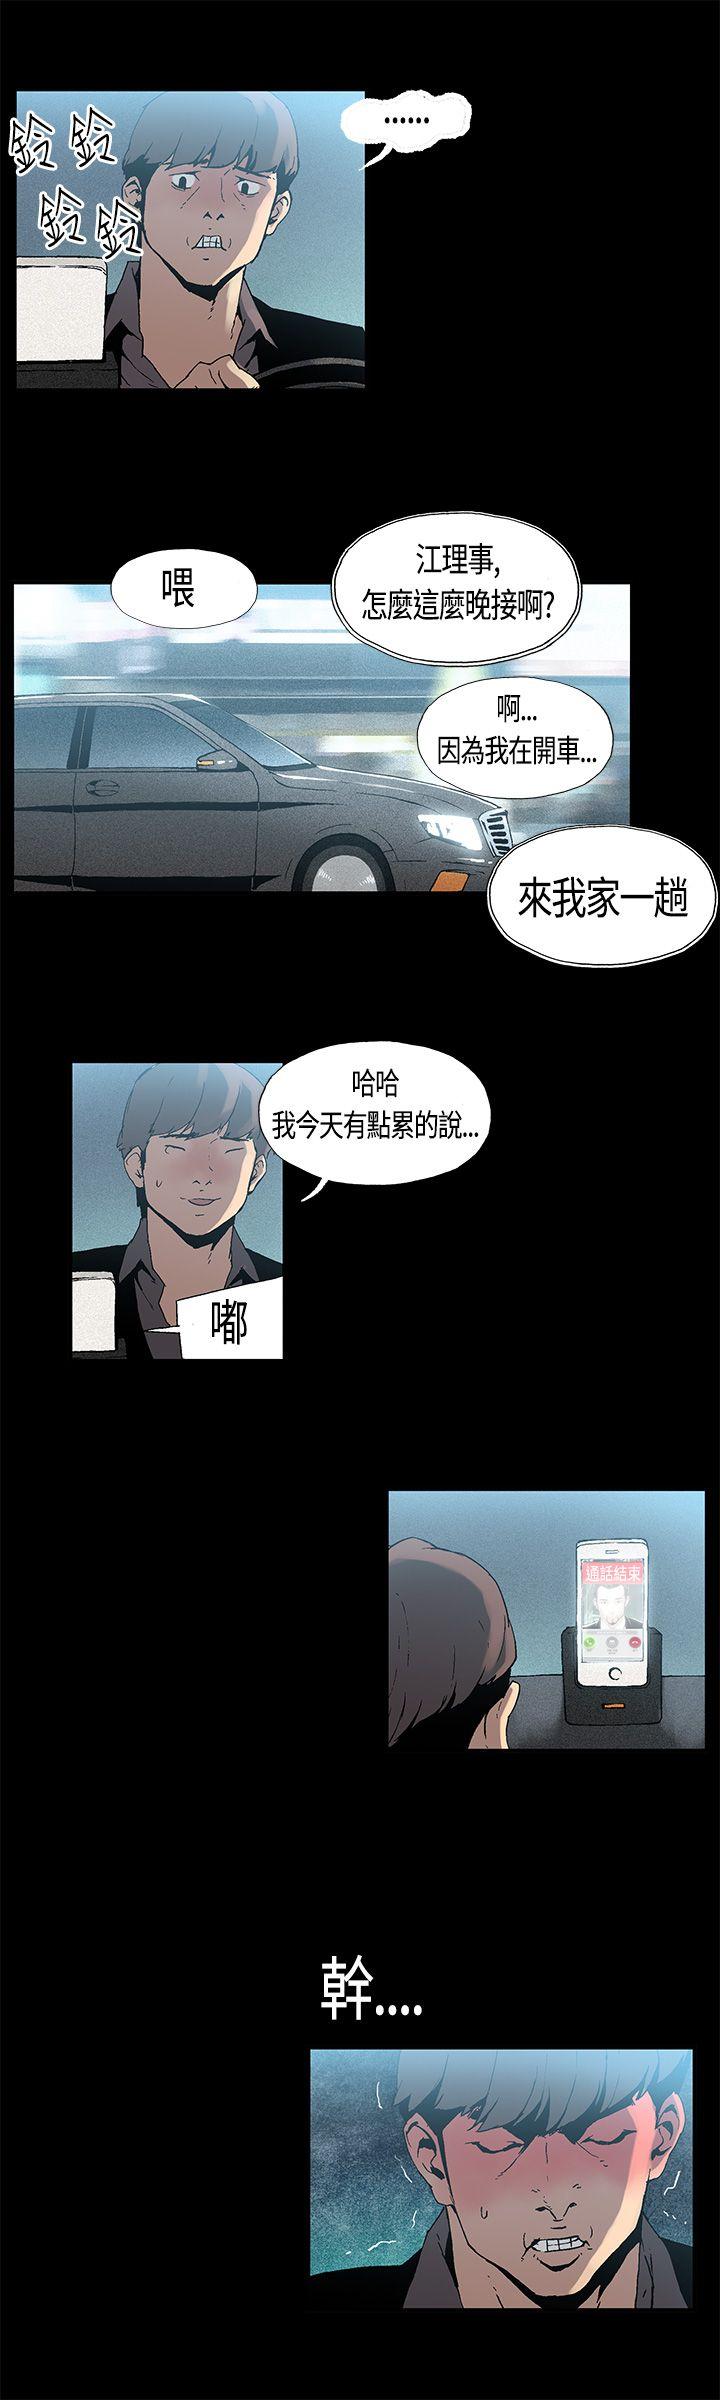 鈴鈴
鈴鈴
......
喂
江理事,
怎麼這麼晚接啊?
啊...
因為我在開車...
來我家一趟
哈哈
我今天有點累的說...
嘟
通話結束
幹....